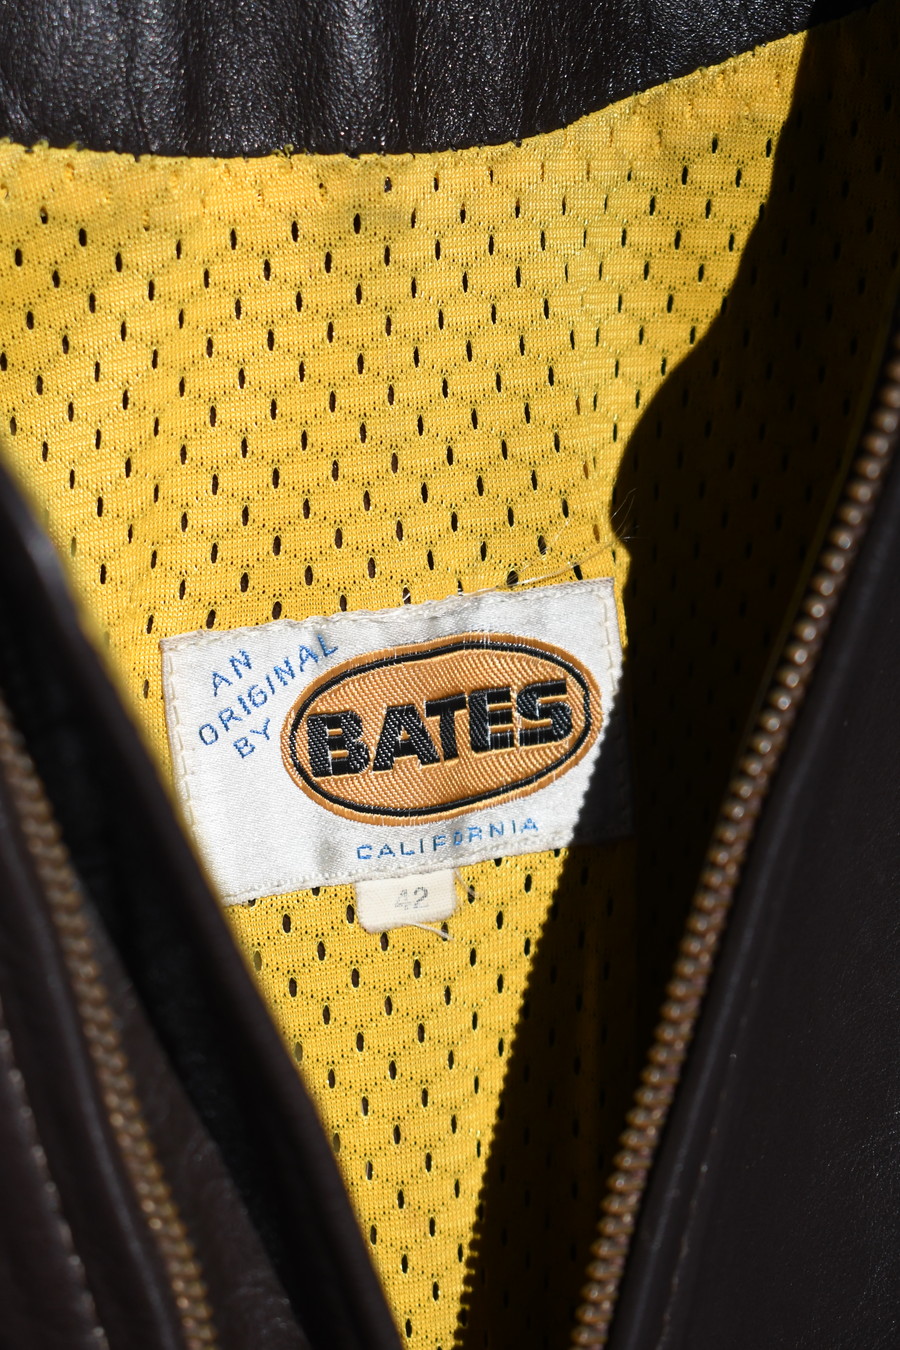 AN
ORIGINAL
BY
BATES
CALIFORNIA
42